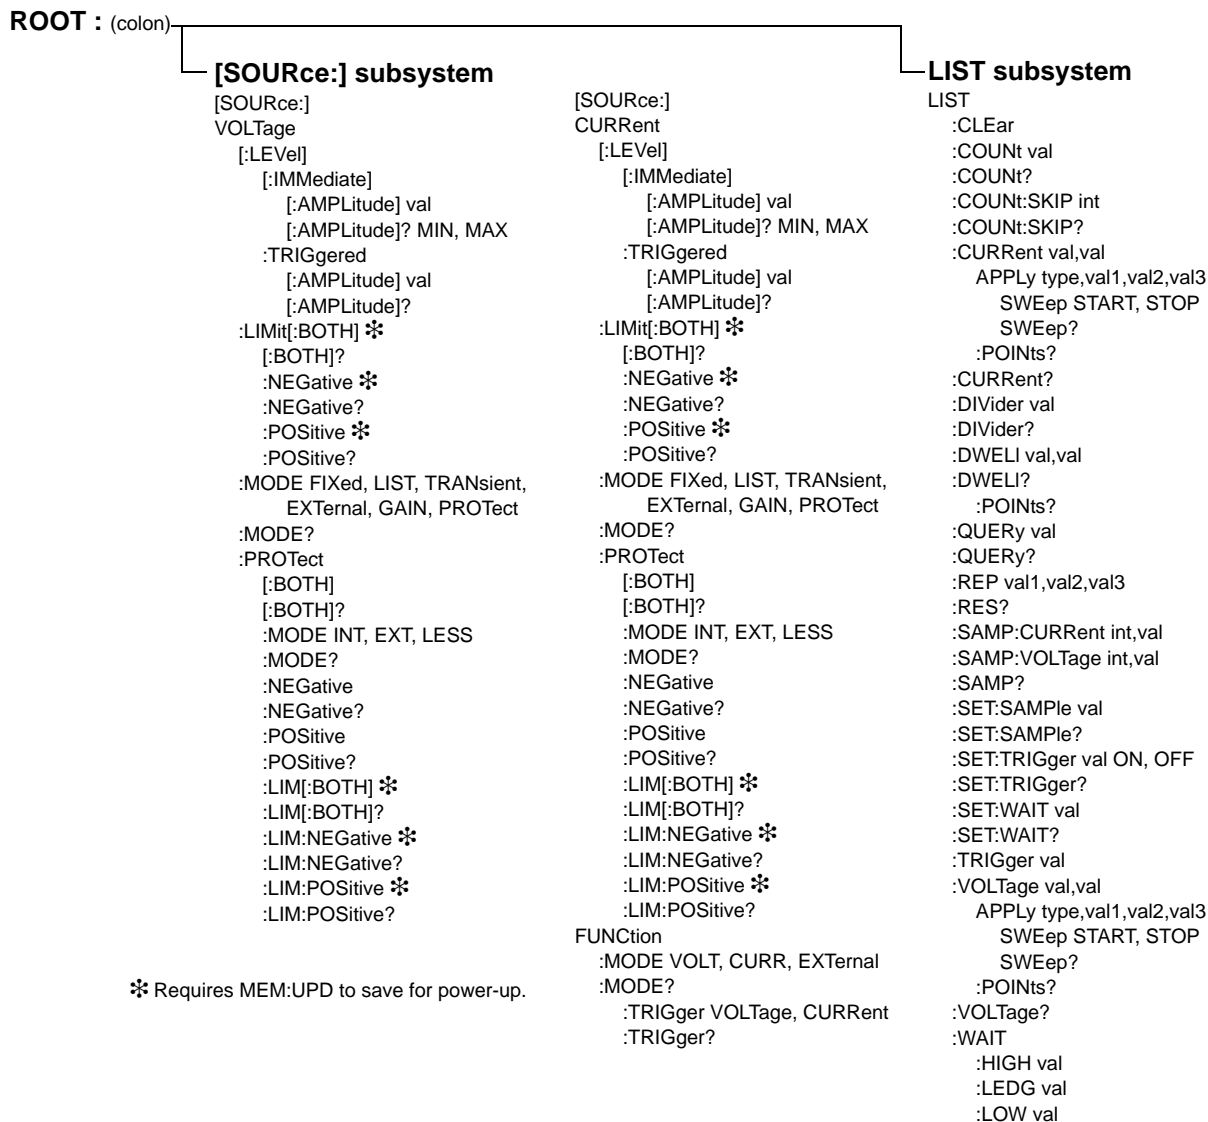 ROOT : (colon)
[SOURce:] subsystem
[SOURce:]
VOLTage
[:LEVel]
[:IMMediate]
[:AMPLitude] val
[:AMPLitude]? MIN, MAX
:TRIGgered
[:AMPLitude] val
[:AMPLitude]?
:LIMit[:BOTH] ✻
[:BOTH]?
:NEGative ✻
:NEGative?
:POSitive ✻
:POSitive?
:MODE FIXed, LIST, TRANsient,
EXTernal, GAIN, PROTect
:MODE?
:PROTect
[:BOTH]
[:BOTH]?
:MODE INT, EXT, LESS
:MODE?
:NEGative
:NEGative?
:POSitive
:POSitive?
:LIM[:BOTH] ✻
:LIM[:BOTH]?
:LIM:NEGative ✻
:LIM:NEGative?
:LIM:POSitive ✻
:LIM:POSitive?
✻ Requires MEM:UPD to save for power-up.
[SOURce:]
CURRent
[:LEVel]
[:IMMediate]
[:AMPLitude] val
[:AMPLitude]? MIN, MAX
:TRIGgered
[:AMPLitude] val
[:AMPLitude]?
:LIMit[:BOTH] ✻
[:BOTH]?
:NEGative ✻
:NEGative?
:POSitive ✻
:POSitive?
:MODE FIXed, LIST, TRANsient,
EXTernal, GAIN, PROTect
:MODE?
:PROTect
[:BOTH]
[:BOTH]?
:MODE INT, EXT, LESS
:MODE?
:NEGative
:NEGative?
:POSitive
:POSitive?
:LIM[:BOTH] ✻
:LIM[:BOTH]?
:LIM:NEGative ✻
:LIM:NEGative?
:LIM:POSitive ✻
:LIM:POSitive?
FUNCtion
:MODE VOLT, CURR, EXTernal
:MODE?
:TRIGger VOLTage, CURRent
:TRIGger?
LIST subsystem
LIST
:CLEar
:COUNt val
:COUNt?
:COUNt:SKIP int
:COUNt:SKIP?
:CURRent val,val
APPLy type,val1,val2,val3
SWEep START, STOP
SWEep?
:POINts?
:CURRent?
:DIVider val
:DIVider?
:DWELl val,val
:DWELl?
:POINts?
:QUERy val
:QUERy?
:REP val1,val2,val3
:RES?
:SAMP:CURRent int,val
:SAMP:VOLTage int,val
:SAMP?
:SET:SAMPle val
:SET:SAMPle?
:SET:TRIGger val ON, OFF
:SET:TRIGger?
:SET:WAIT val
:SET:WAIT?
:TRIGger val
:VOLTage val,val
APPLy type,val1,val2,val3
SWEep START, STOP
SWEep?
:POINts?
:VOLTage?
:WAIT
:HIGH val
:LEDG val
:LOW val